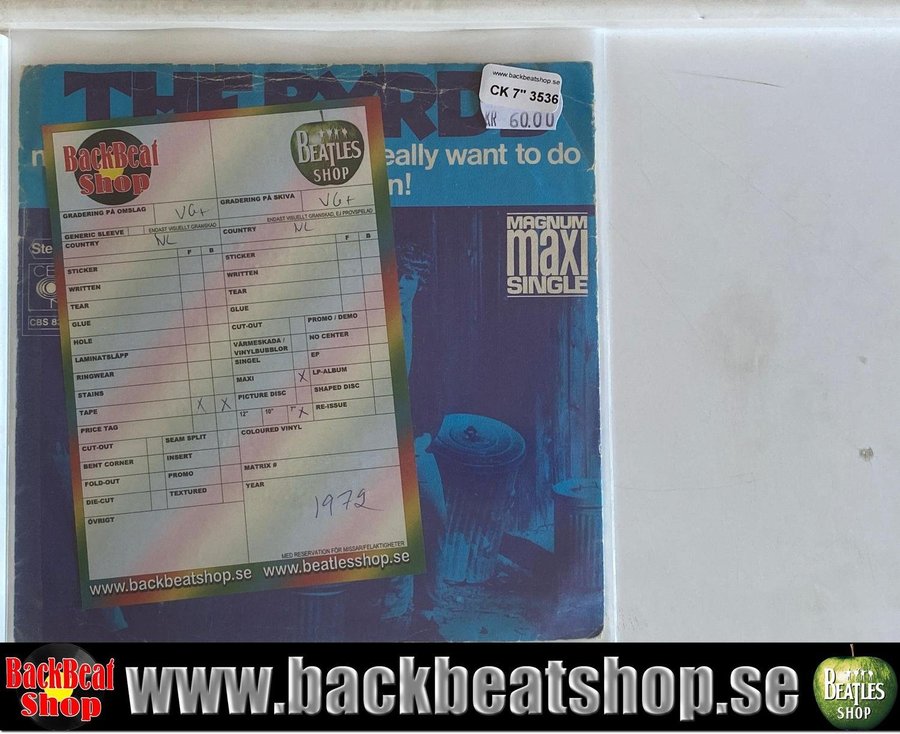 THE BYRDS
www.backbeatshop.se
CK 7" 3536
KR 60.00
eally want to do
n!
MAGNUM
maxi
SINGLE
Ste
CBS 8
BackBeat
Shop
BEATLES
SHOP
GRADERING PÅ OMSLAG VG+
GRADERING PÅ SKIVA VG+
GENERIC SLEEVE
ENDAST VISUELLT GRANSKAD
ENDAST VISUELLT GRANSKAD, EJ PROVSPELAD
COUNTRY NL
F B
STICKER
WRITTEN
TEAR
GLUE
HOLE
LAMINATSLÄPP
RINGWEAR
STAINS
TAPE X X
PRICE TAG
CUT-OUT
SEAM SPLIT
BENT CORNER
INSERT
FOLD-OUT
PROMO
DIE-CUT
TEXTURED
ÖVRIGT
COUNTRY NL
F B
STICKER
WRITTEN
TEAR
GLUE
CUT-OUT
PROMO / DEMO
VÄRMESKADA /
VINYLBUBBLOR
NO CENTER
SINGEL
EP
MAXI X
LP-ALBUM
PICTURE DISC
SHAPED DISC
12" 10" 7" X
RE-ISSUE
COLOURED VINYL
MATRIX #
YEAR
1972
MED RESERVATION FÖR MISSAR/FELAKTIGHETER
www.backbeatshop.se www.beatlesshop.se
BackBeat
Shop
www.backbeatshop.se
BEATLES
SHOP